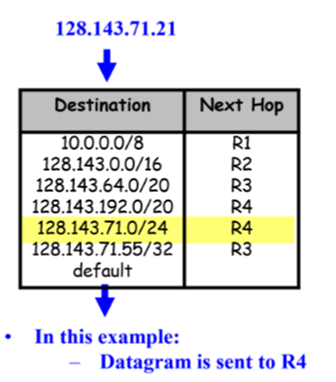 128.143.71.21
Destination Next Hop
10.0.0.0/8 R1
128.143.0.0/16 R2
128.143.64.0/20 R3
128.143.192.0/20 R4
128.143.71.0/24 R4
128.143.71.55/32 R3
default
• In this example:
– Datagram is sent to R4